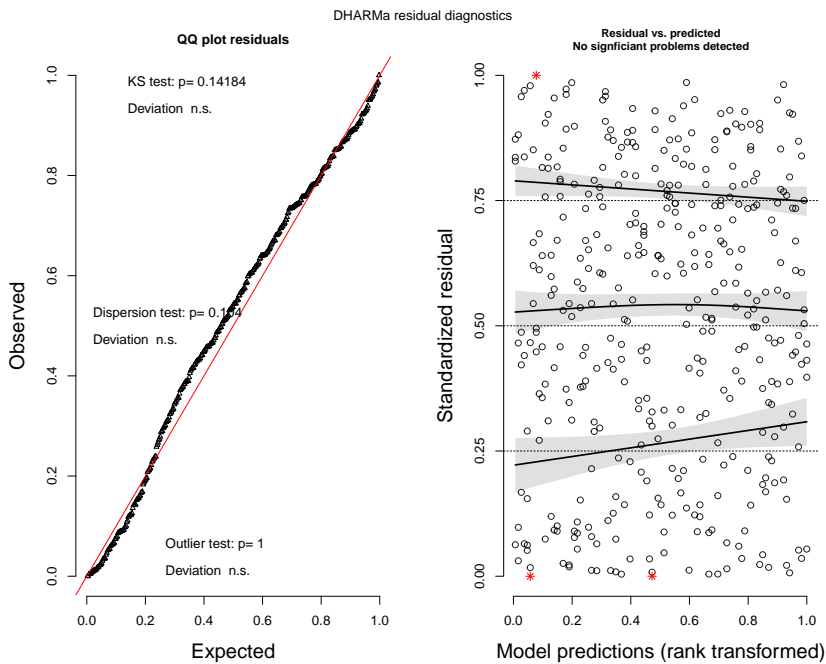 DHARMa residual diagnostics
QQ plot residuals
KS test: p= 0.14184
Deviation n.s.
Dispersion test: p= 0.104
Deviation n.s.
Outlier test: p= 1
Deviation n.s.
Observed
0.0 0.2 0.4 0.6 0.8 1.0
0.0 0.2 0.4 0.6 0.8 1.0
Expected
Residual vs. predicted
No signficiant problems detected
Standardized residual
0.00 0.25 0.50 0.75 1.00
0.0 0.2 0.4 0.6 0.8 1.0
Model predictions (rank transformed)